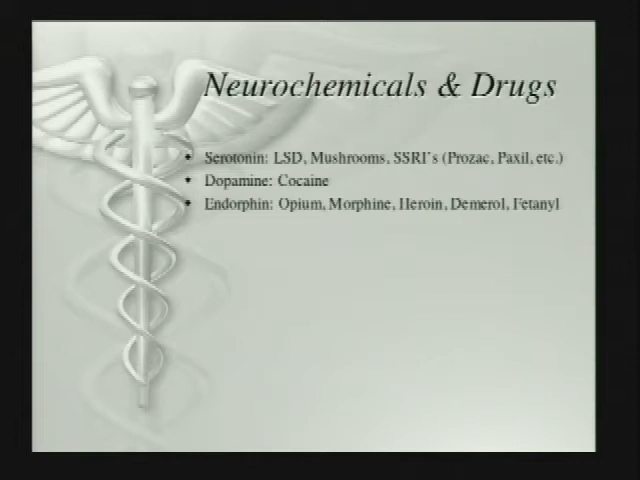 Neurochemicals & Drugs
• Serotonin: LSD, Mushrooms, SSRI's (Prozac, Paxil, etc.)
• Dopamine: Cocaine
• Endorphin: Opium, Morphine, Heroin, Demerol, Fetanyl